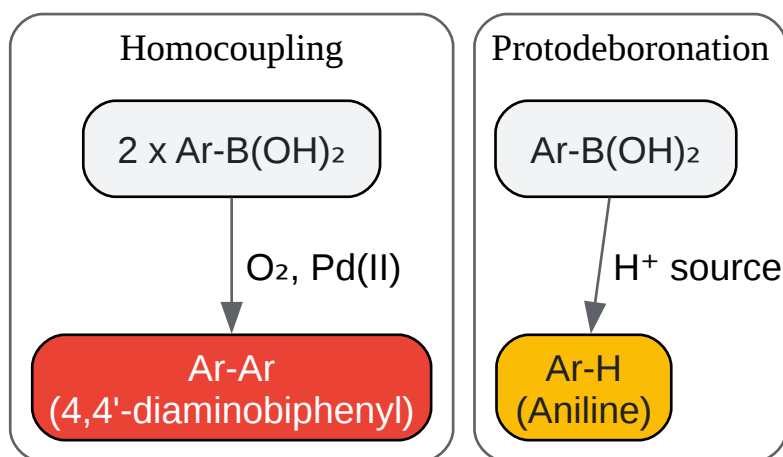 Homocoupling
2 x Ar-B(OH)₂
O₂, Pd(II)
Ar-Ar
(4,4'-diaminobiphenyl)
Protodeboronation
Ar-B(OH)₂
H⁺ source
Ar-H
(Aniline)